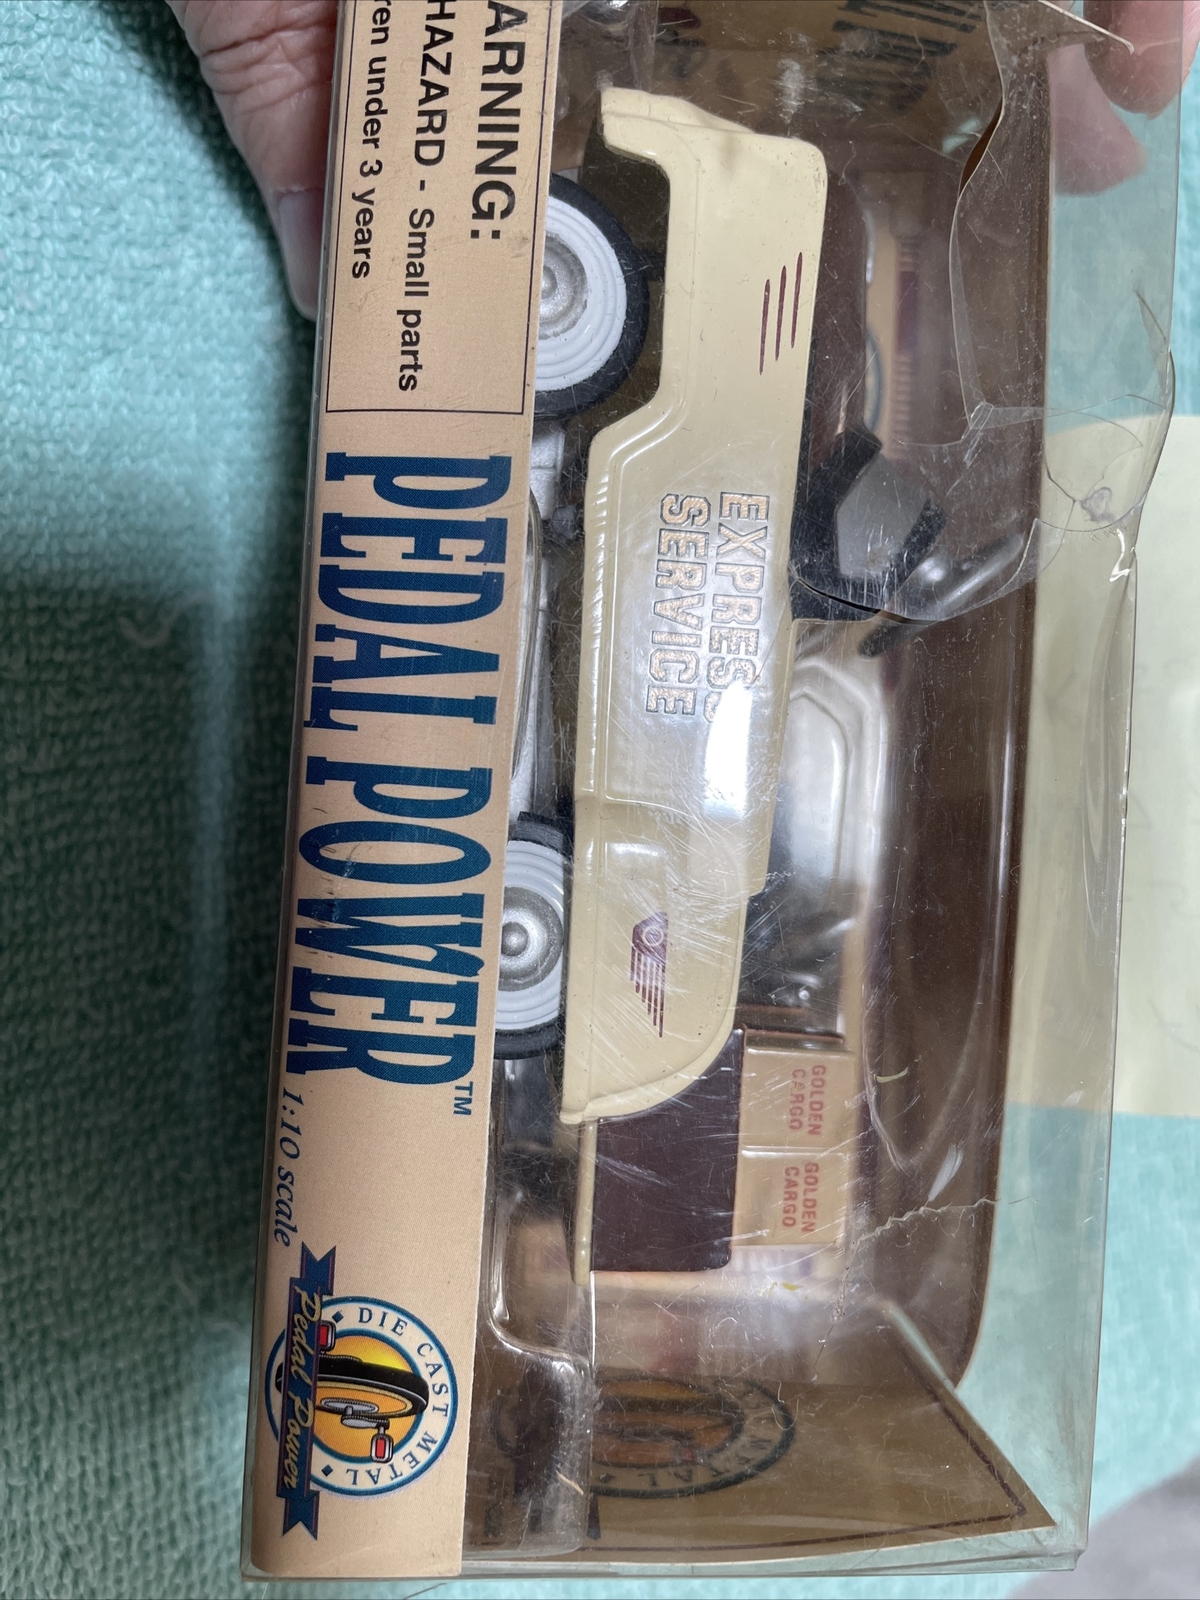 ARNING:
HAZARD - Small parts
ren under 3 years
PEDAL POWER™
1:10 scale
DIE CAST METAL
Pedal Power
EXPRESS
SERVICE
GOLDEN
CARGO
GOLDEN
CARGO